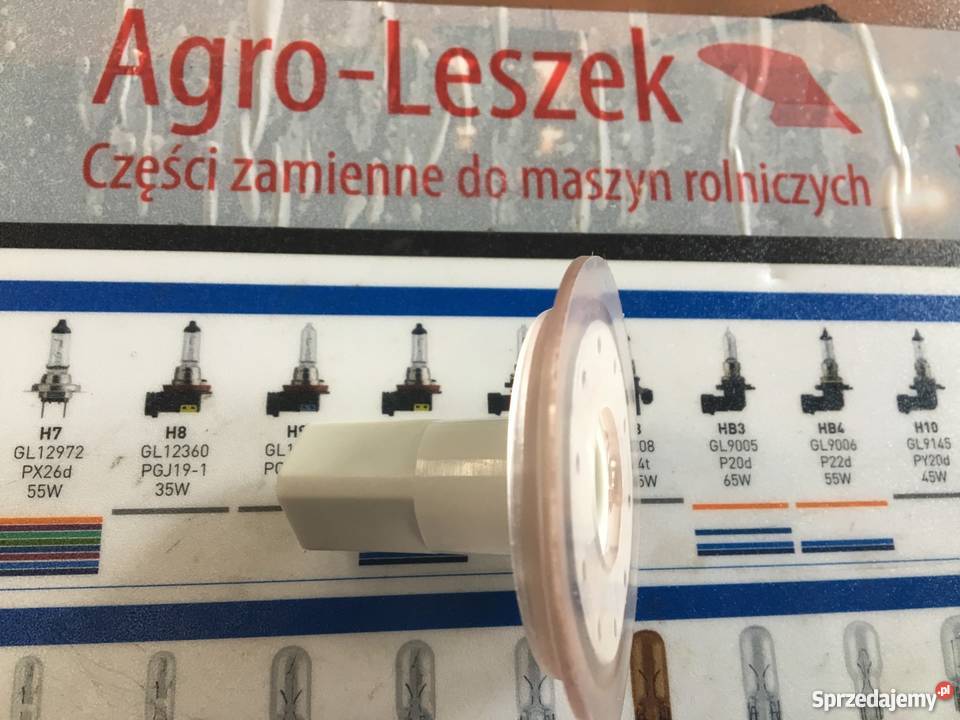 Agro-Leszek
Części zamienne do maszyn rolniczych
H7
GL12972
PX26d
55W
H8
GL12360
PGJ19-1
35W
HB3
GL9005
P20d
65W
HB4
GL9006
P22d
55W
H10
GL9145
PY20d
45W
Sprzedajemy.pl